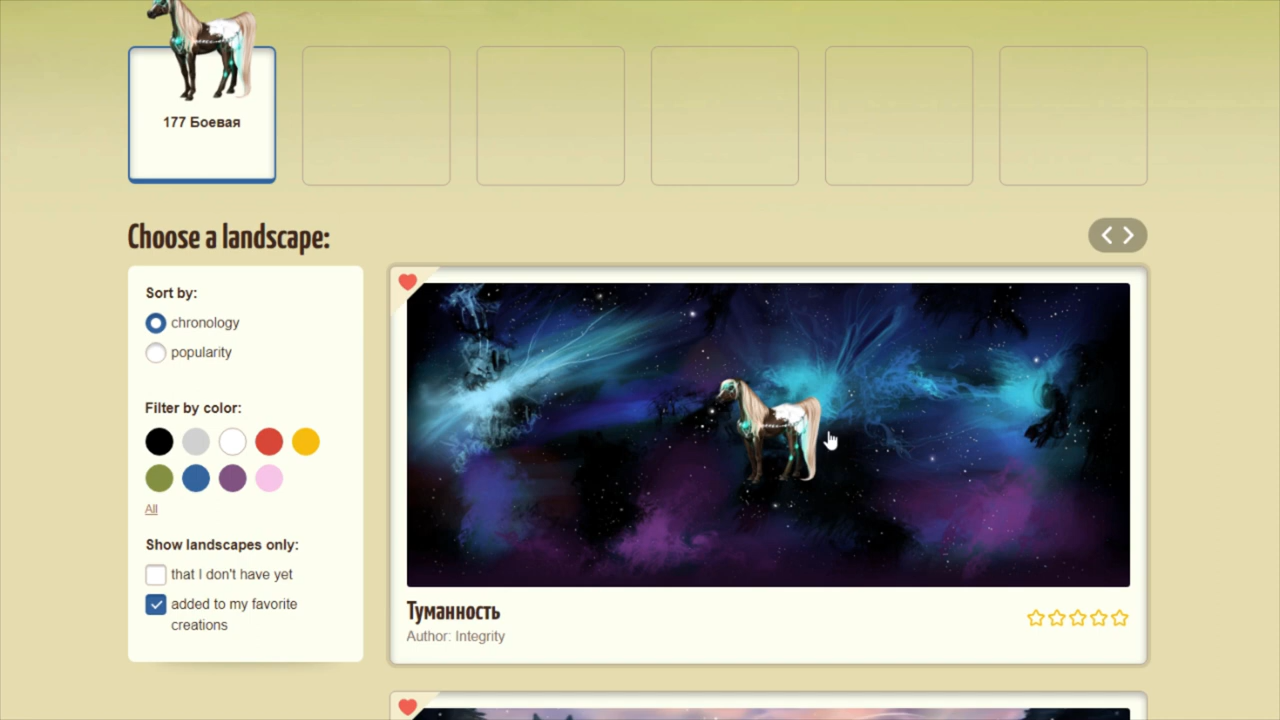 177 Боевая
Choose a landscape:
Sort by:
chronology
popularity
Filter by color:
All
Show landscapes only:
that I don't have yet
added to my favorite
creations
Туманность
Author: Integrity